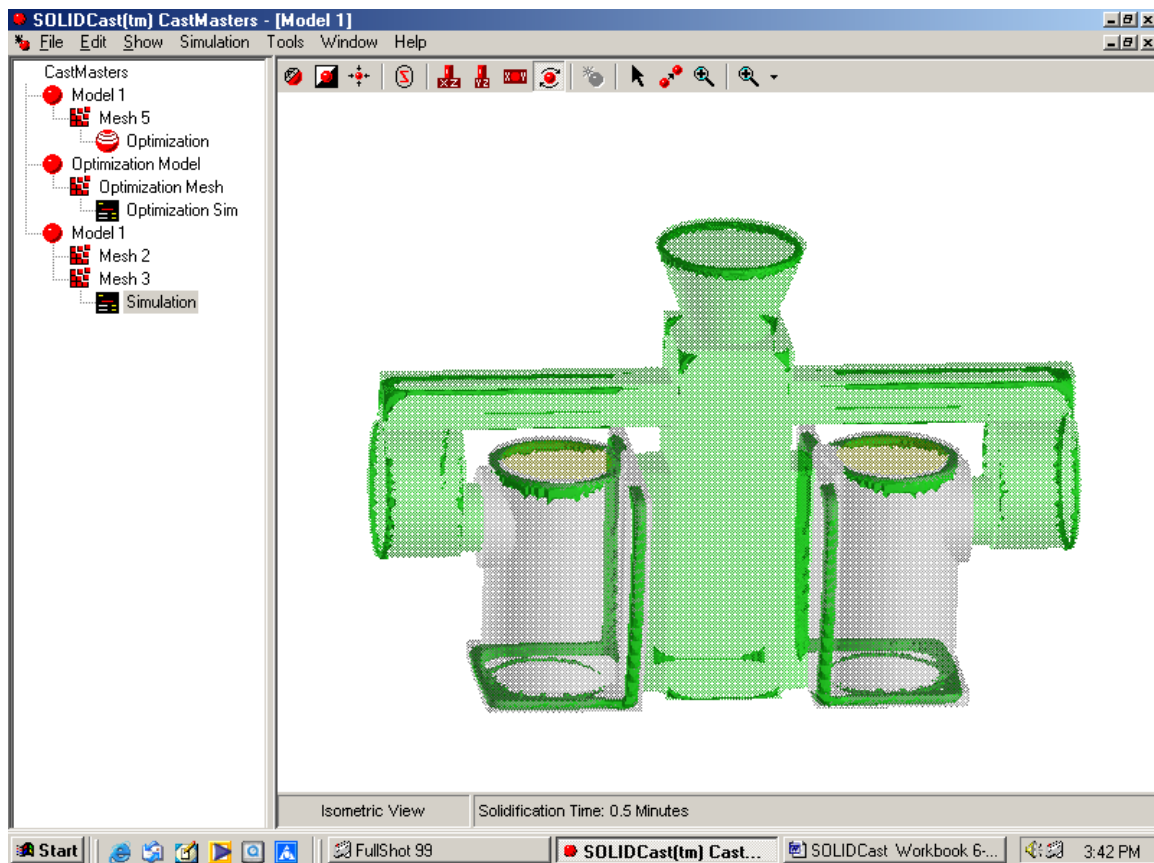 SOLIDCast(tm) CastMasters - [Model 1]
File Edit Show Simulation Tools Window Help
CastMasters
Model 1
Mesh 5
Optimization
Optimization Model
Optimization Mesh
Optimization Sim
Model 1
Mesh 2
Mesh 3
Simulation
XZ YZ
Isometric View
Solidification Time: 0.5 Minutes
Start
FullShot 99
SOLIDCast(tm) Cast...
SOLIDCast Workbook 6-...
3:42 PM